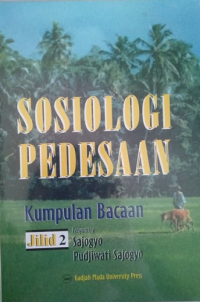 SOSIOLOGI
PEDESAAN
Kumpulan Bacaan
Jilid 2
Sajogyo
Pudjiwati Sajogyo
Gadjah Mada University Press